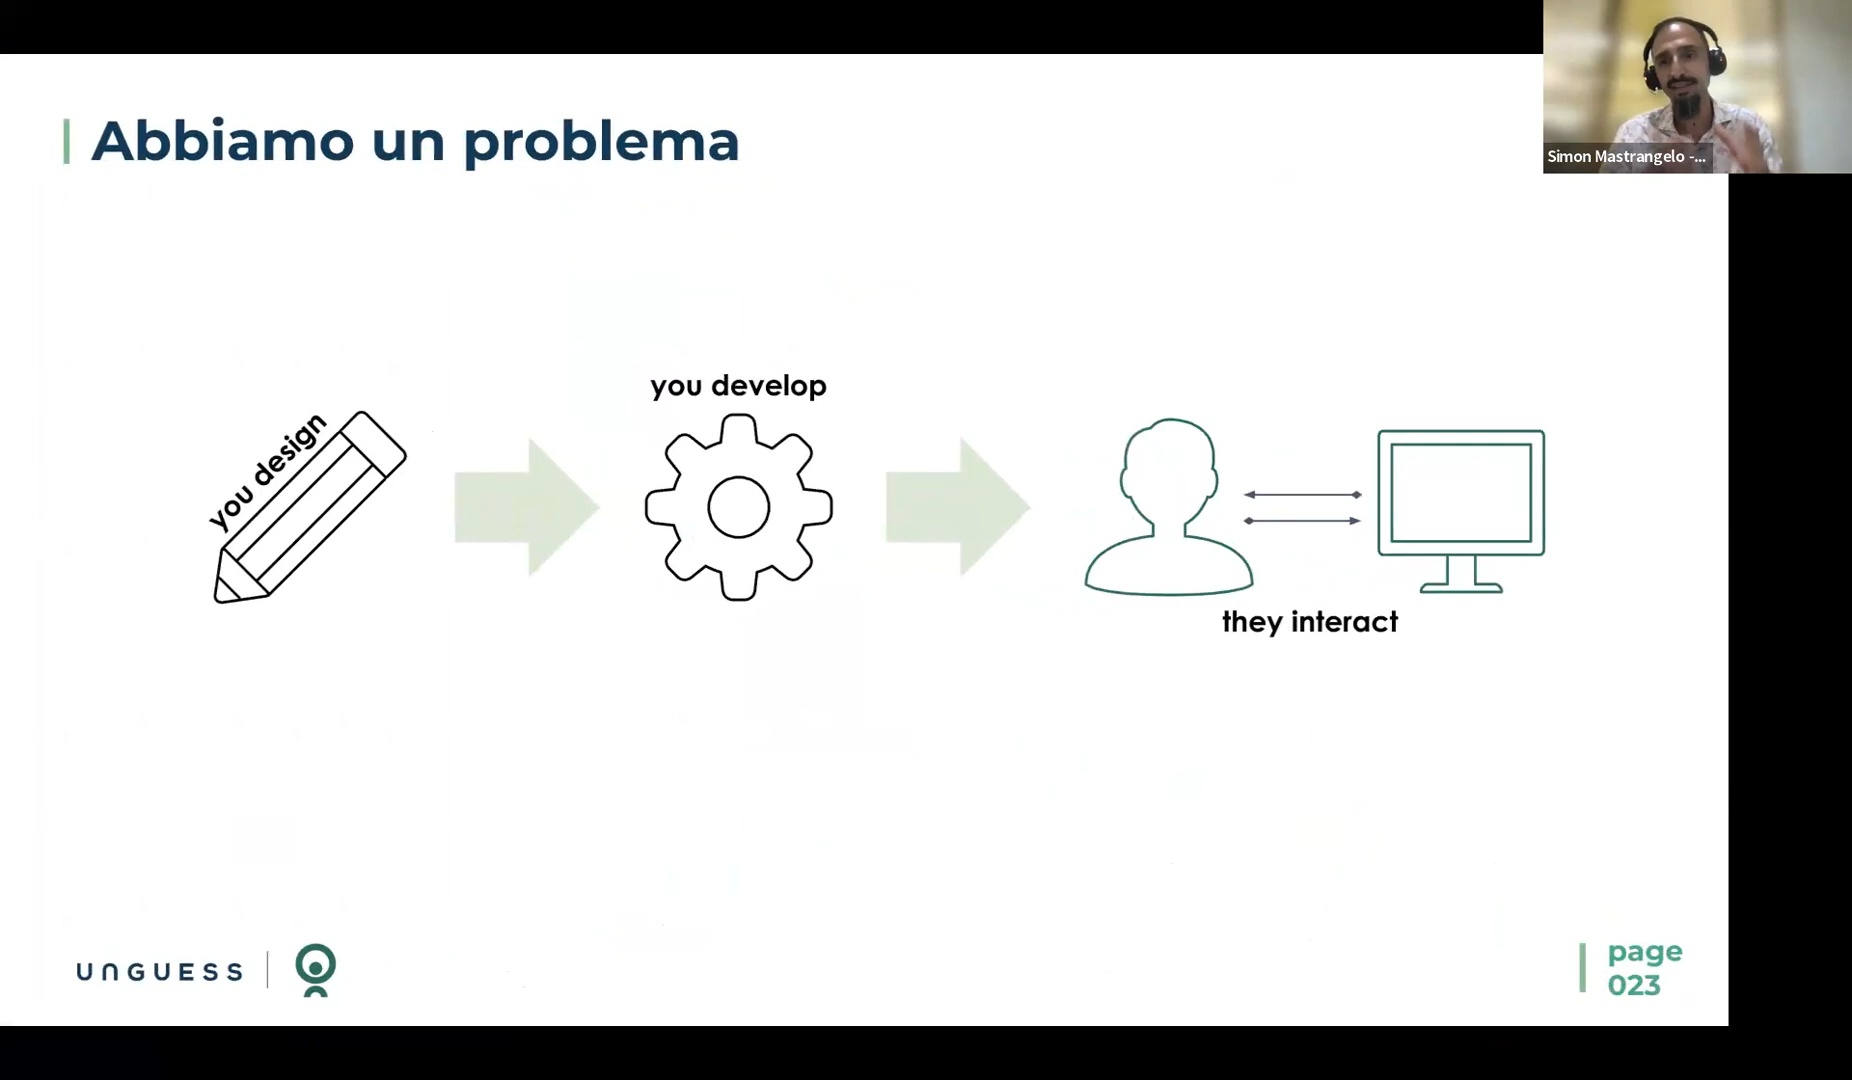 Simon Mastrangelo -...
Abbiamo un problema
you design
you develop
they interact
UNGUESS
page
023